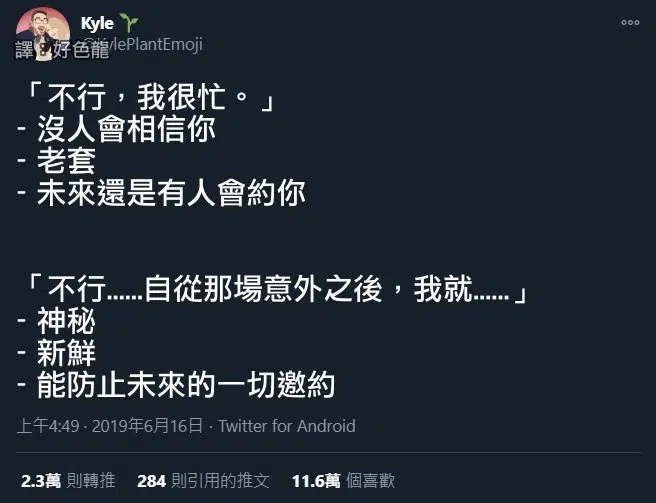 Kyle 🌱
@KylePlantEmoji
譯：好色龍
「不行，我很忙。」
- 沒人會相信你
- 老套
- 未來還是有人會約你
「不行......自從那場意外之後，我就......」
- 神秘
- 新鮮
- 能防止未來的一切邀約
上午4:49 · 2019年6月16日 · Twitter for Android
2.3萬 則轉推 284 則引用的推文 11.6萬 個喜歡